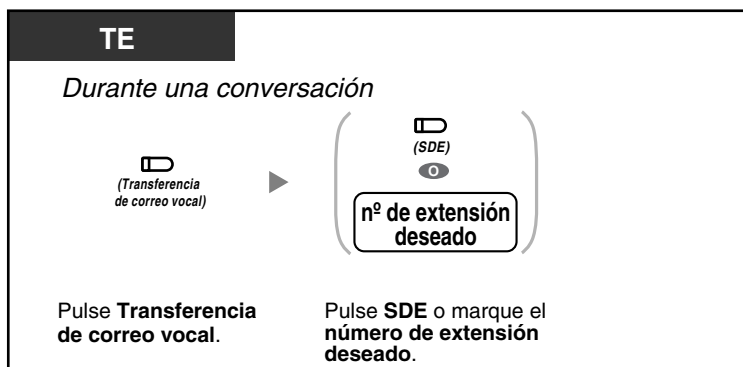 TE
Durante una conversación
(Transferencia
de correo vocal)
(SDE)
O
nº de extensión
deseado
Pulse Transferencia
de correo vocal.
Pulse SDE o marque el
número de extensión
deseado.